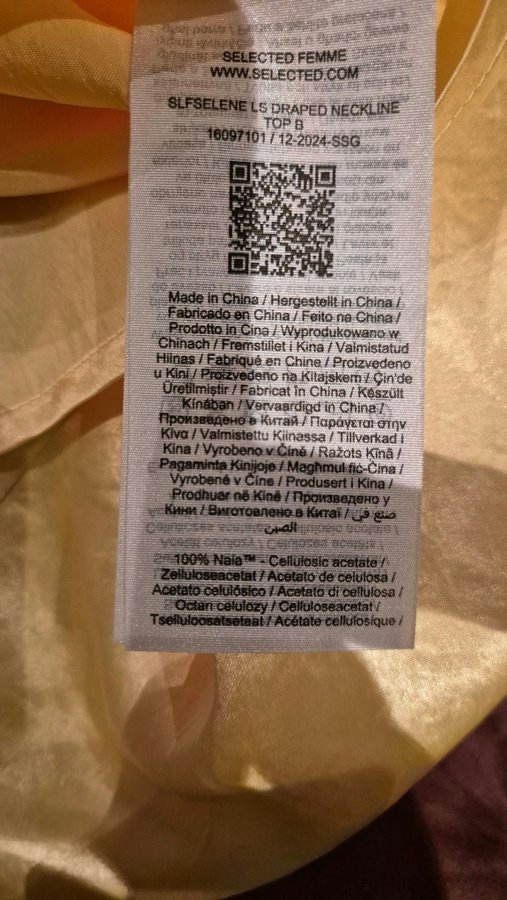 SELECTED FEMME
WWW.SELECTED.COM
SLFSELENE LS DRAPED NECKLINE
TOP B
16097101 / 12-2024-SSG
Made in China / Hergestellt in China /
Fabricado en China / Feito na China /
Prodotto in Cina / Wyprodukowano w
Chinach / Fremstillet i Kina / Valmistatud
Hiinas / Fabriqué en Chine / Proizvedeno
u Kini / Proizvedeno na Kitajskem / Çin'de
Üretilmiştir / Fabricat în China / Készült
Kínában / Vervaardigd in China /
Произведено в Китай / Παράγεται στην
Κίνα / Valmistettu Kiinassa / Tillverkad i
Kina / Vyrobeno v Číně / Ražots Ķīnā /
Pagaminta Kinijoje / Magħmul fiċ-Ċina /
Vyrobené v Číne / Produsert i Kina /
Prodhuar në Kinë / Произведено у
Кини / Виготовлено в Китаї / صنع في
الصين
100% Naia™ - Cellulosic acetate /
Zelluloseacetat / Acetato de celulosa /
Acetato celulósico / Acetato di cellulosa /
Octan celulozy / Celluloseacetat /
Tselluloosatsetaat / Acétate cellulosique /